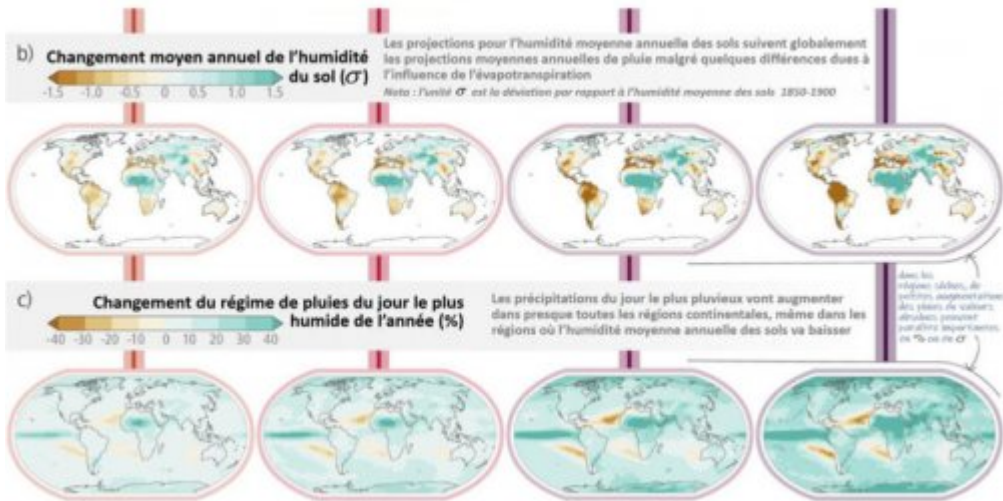 b) Changement moyen annuel de l'humidité
du sol (σ)
-1.5 -1.0 -0.5 0 0.5 1.0 1.5
Les projections pour l'humidité moyenne annuelle des sols suivent globalement
les projections moyennes annuelles de pluie malgré quelques différences dues à
l'influence de l'évapotranspiration
Nota : l'unité σ est la déviation par rapport à l'humidité moyenne des sols 1850-1900
c) Changement du régime de pluies du jour le plus
humide de l'année (%)
-40 -30 -20 -10 0 10 20 30 40
Les précipitations du jour le plus pluvieux vont augmenter
dans presque toutes les régions continentales, même dans les
régions où l'humidité moyenne annuelle des sols va baisser
dans les
régions sèches, de
petites augmentations
des valeurs
peuvent
paraître importantes
en % ou en σ